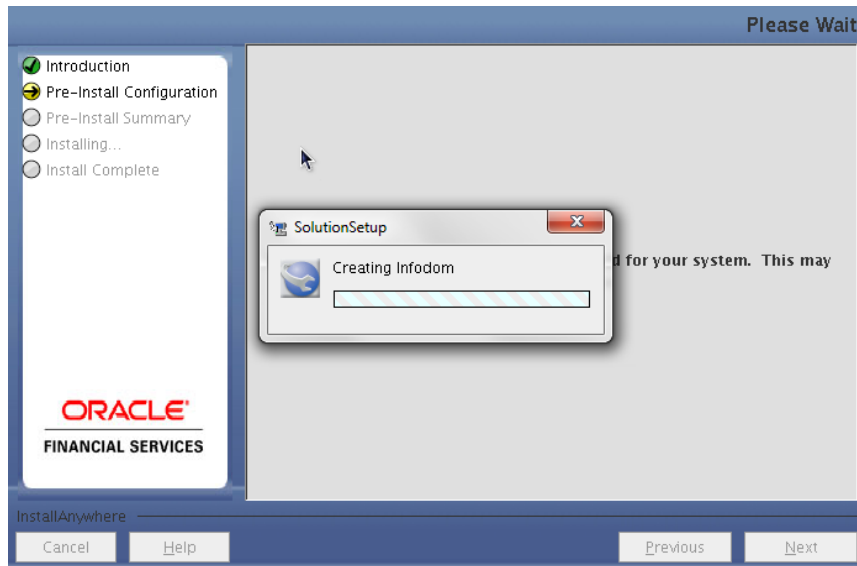 Please Wait
Introduction
Pre-Install Configuration
Pre-Install Summary
Installing...
Install Complete
SolutionSetup
Creating Infodom
d for your system. This may
ORACLE
FINANCIAL SERVICES
InstallAnywhere
Cancel
Help
Previous
Next